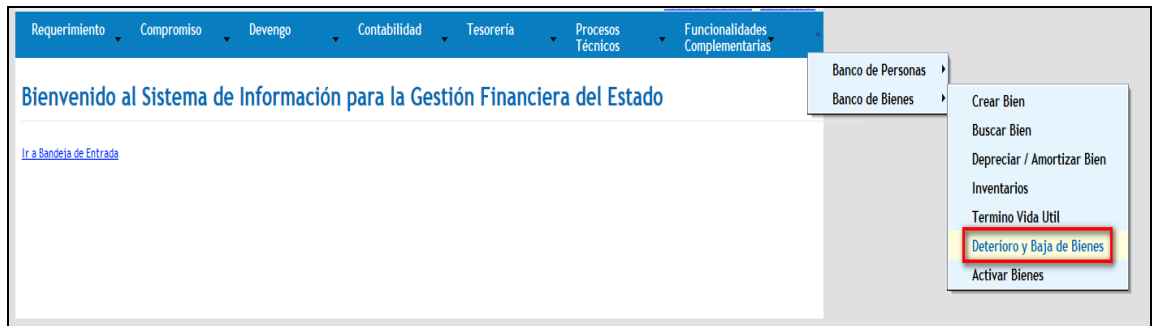 Requerimiento
Compromiso
Devengo
Contabilidad
Tesorería
Procesos
Técnicos
Funcionalidades
Complementarias
Banco de Personas
Banco de Bienes
Crear Bien
Buscar Bien
Depreciar / Amortizar Bien
Inventarios
Termino Vida Util
Deterioro y Baja de Bienes
Activar Bienes
Bienvenido al Sistema de Información para la Gestión Financiera del Estado
Ir a Bandeja de Entrada